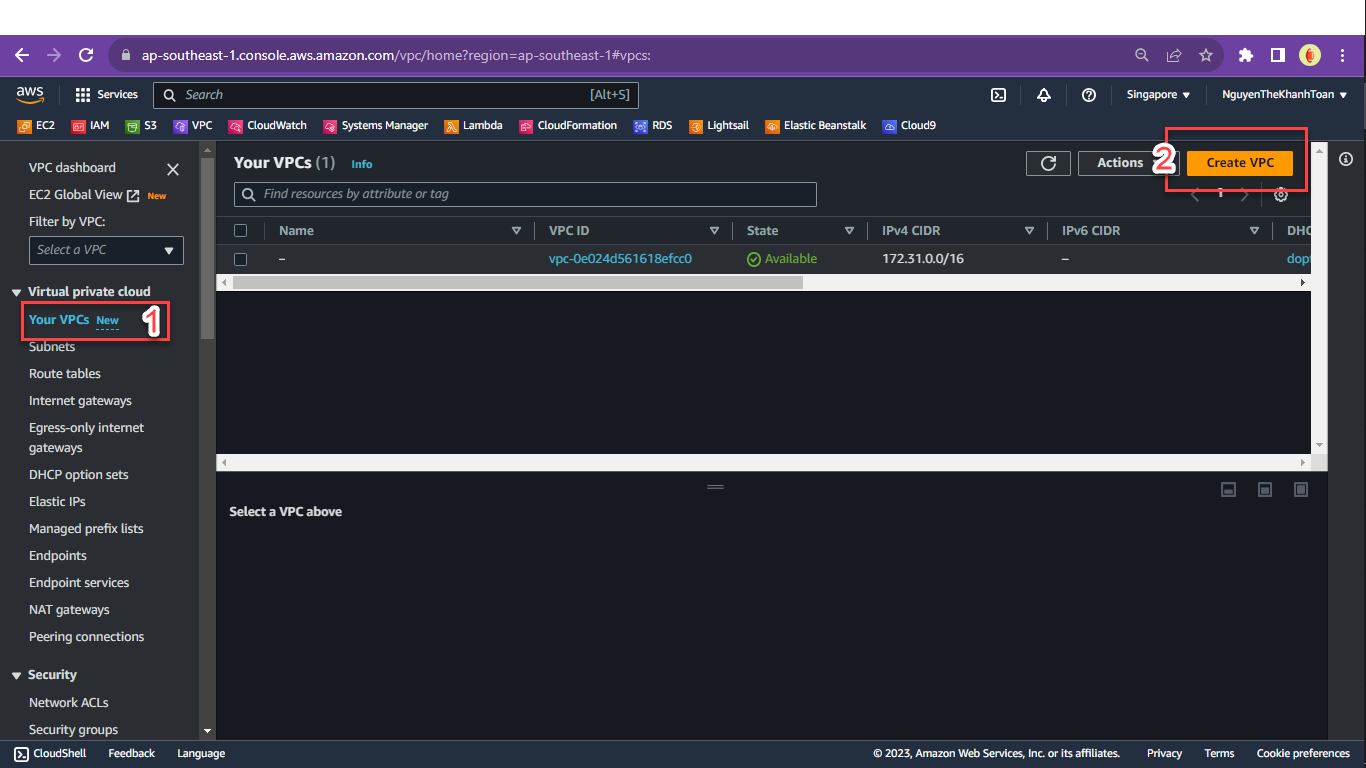 ap-southeast-1.console.aws.amazon.com/vpc/home?region=ap-southeast-1#vpcs:
aws Services Search [Alt+S] Singapore NguyenTheKhanhToan
EC2 IAM S3 VPC CloudWatch Systems Manager Lambda CloudFormation RDS Lightsail Elastic Beanstalk Cloud9
VPC dashboard
EC2 Global View New
Filter by VPC:
Select a VPC
Virtual private cloud
Your VPCs New 1
Subnets
Route tables
Internet gateways
Egress-only internet
gateways
DHCP option sets
Elastic IPs
Managed prefix lists
Endpoints
Endpoint services
NAT gateways
Peering connections
Security
Network ACLs
Security groups
Your VPCs (1) Info
Actions 2 Create VPC
Find resources by attribute or tag
1
Name VPC ID State IPv4 CIDR IPv6 CIDR DHC
– vpc-0e024d561618efcc0 Available 172.31.0.0/16 – dopt
Select a VPC above
CloudShell Feedback Language © 2023, Amazon Web Services, Inc. or its affiliates. Privacy Terms Cookie preferences